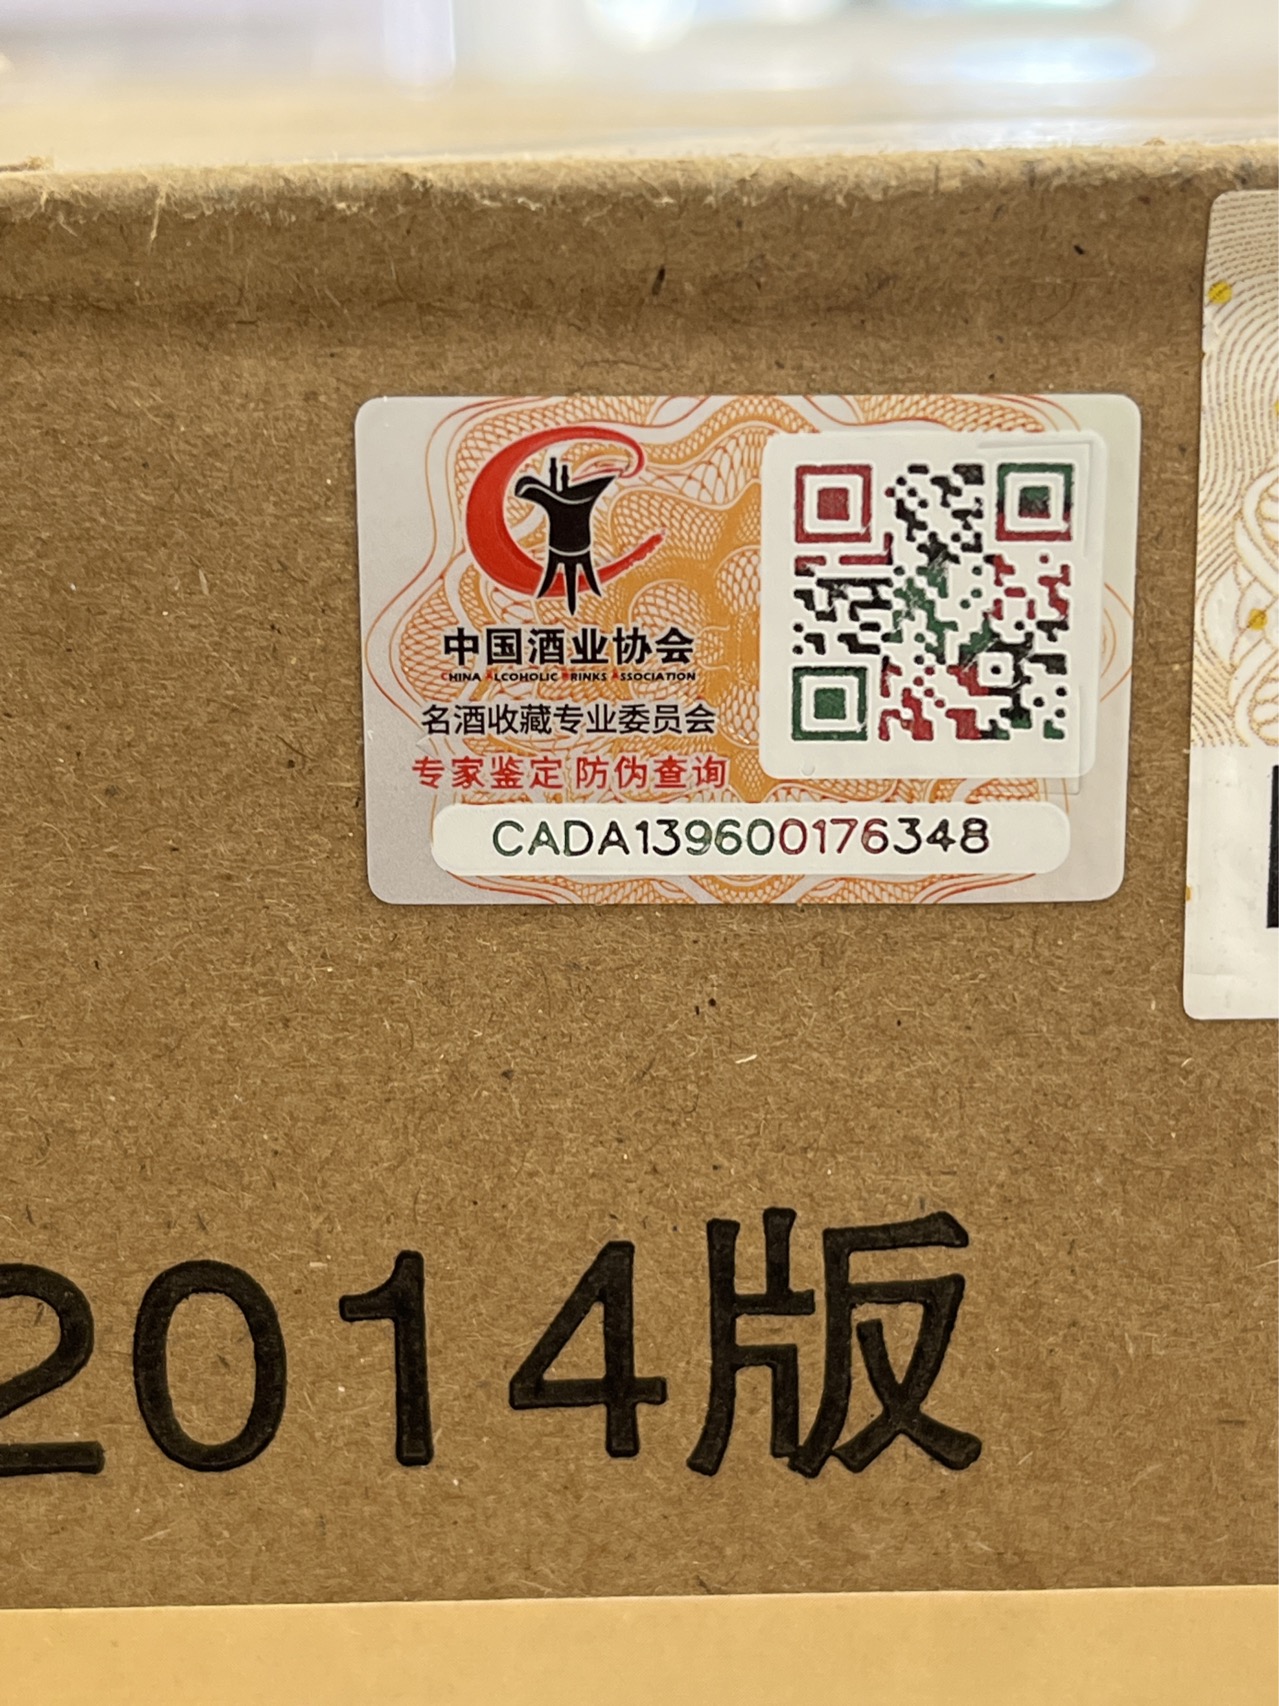 中国酒业协会
CHINA ALCOHOLIC DRINKS ASSOCIATION
名酒收藏专业委员会
专家鉴定 防伪查询
CADA139600176348
2014版